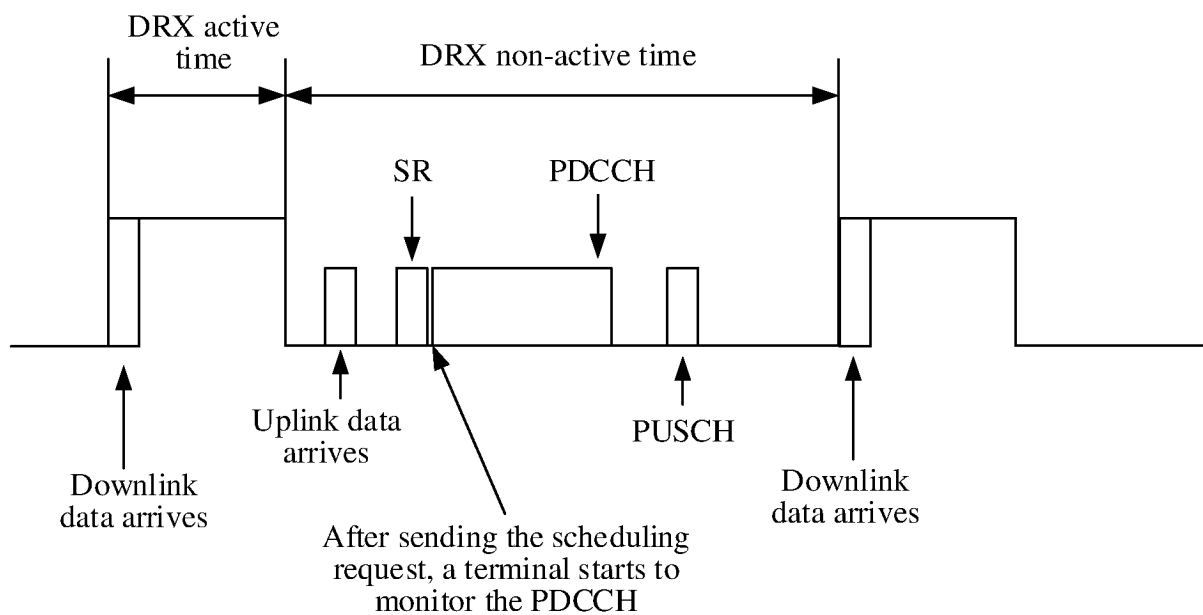 DRX active
time
DRX non-active time
SR
PDCCH
Uplink data
arrives
PUSCH
Downlink
data arrives
Downlink
data arrives
After sending the scheduling
request, a terminal starts to
monitor the PDCCH